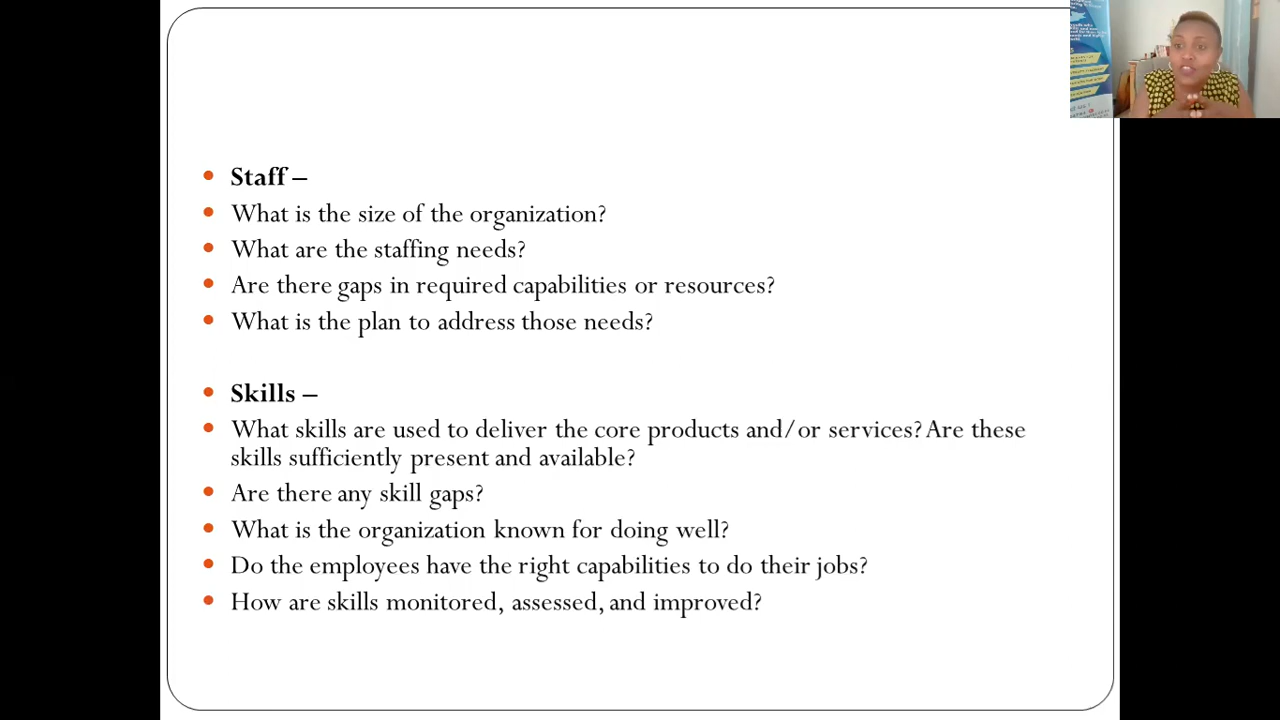 Staff –
What is the size of the organization?
What are the staffing needs?
Are there gaps in required capabilities or resources?
What is the plan to address those needs?
Skills –
What skills are used to deliver the core products and/or services? Are these
skills sufficiently present and available?
Are there any skill gaps?
What is the organization known for doing well?
Do the employees have the right capabilities to do their jobs?
How are skills monitored, assessed, and improved?